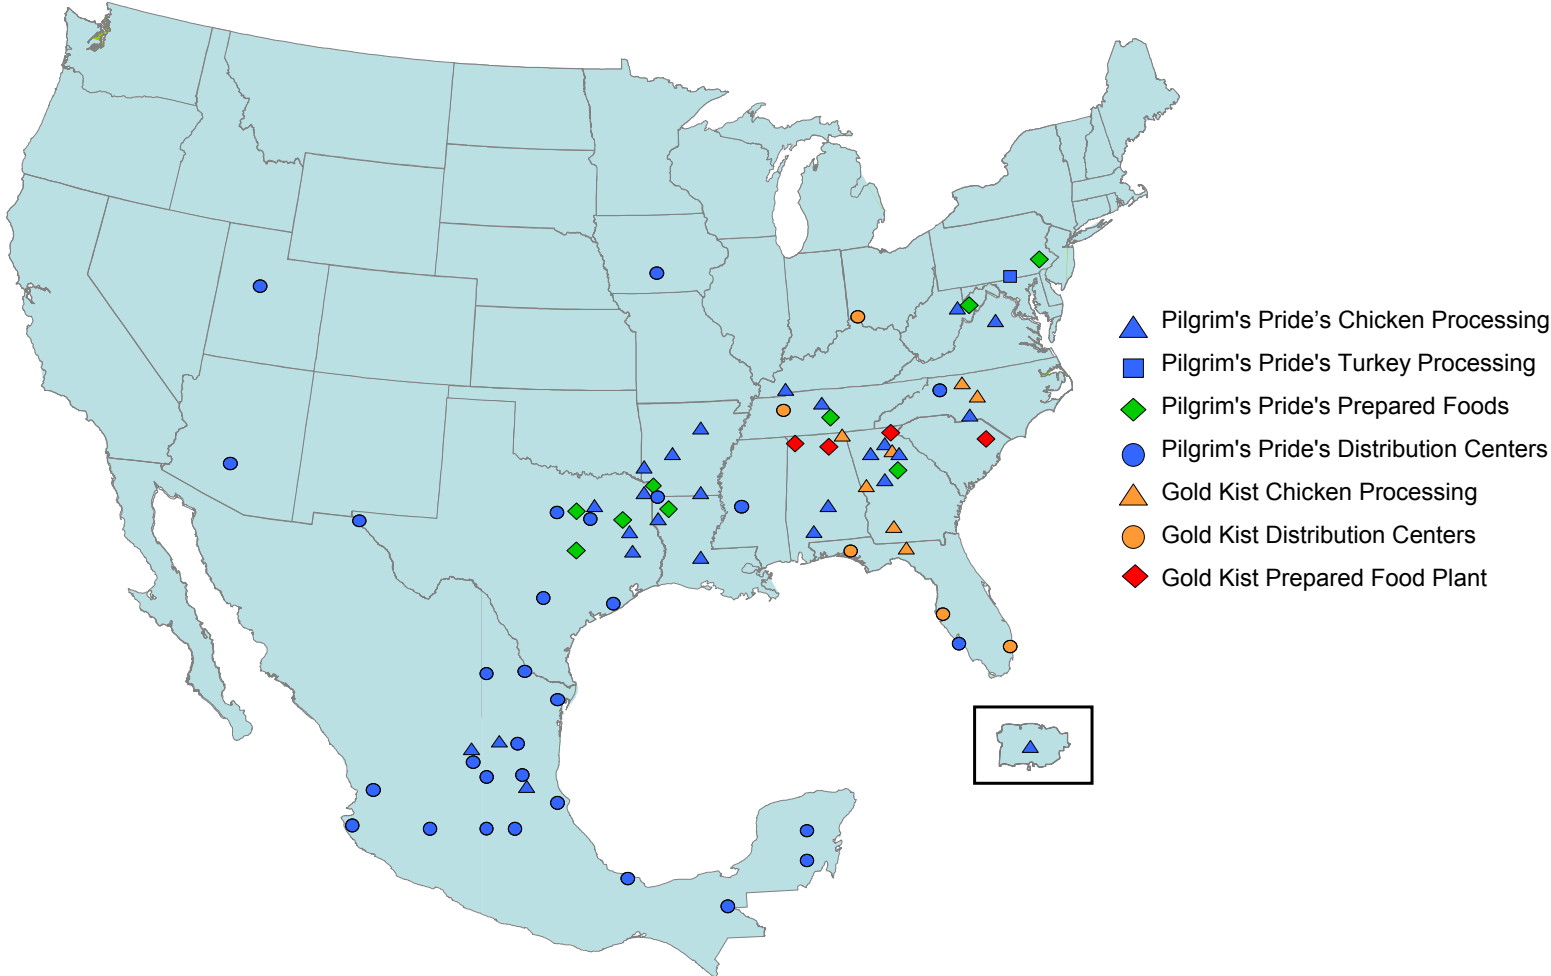 Pilgrim's Pride’s Chicken Processing
Pilgrim's Pride's Turkey Processing
Pilgrim's Pride's Prepared Foods
Pilgrim's Pride's Distribution Centers
Gold Kist Chicken Processing
Gold Kist Distribution Centers
Gold Kist Prepared Food Plant